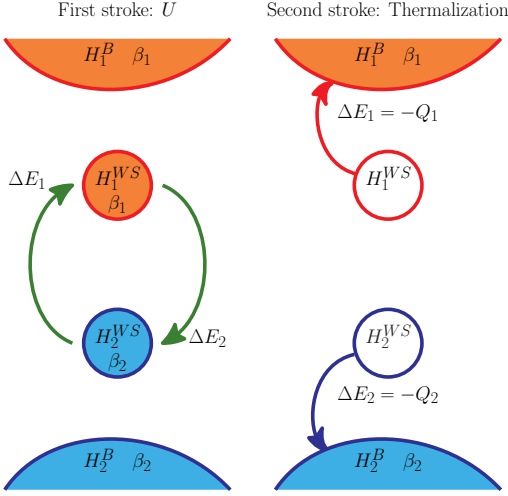 First stroke: U
Second stroke: Thermalization
H_1^B β_1
H_1^B β_1
ΔE_1 = −Q_1
ΔE_1
H_1^{WS}
β_1
H_1^{WS}
H_2^{WS}
β_2
ΔE_2
H_2^{WS}
ΔE_2 = −Q_2
H_2^B β_2
H_2^B β_2